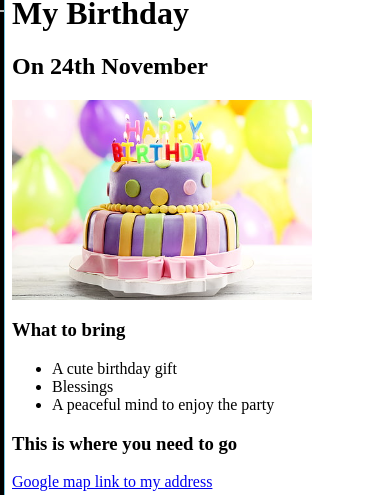 My Birthday
On 24th November
HAPPY
BIRTHDAY
What to bring
A cute birthday gift
Blessings
A peaceful mind to enjoy the party
This is where you need to go
Google map link to my address